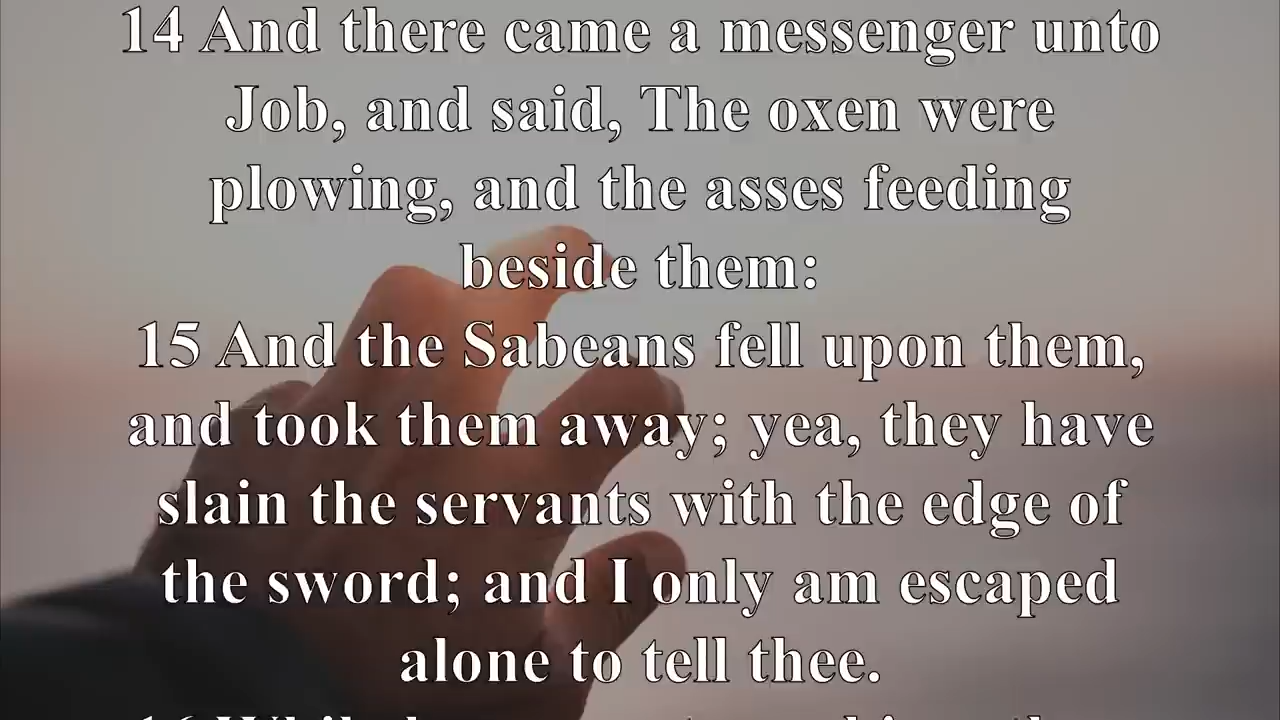 14 And there came a messenger unto
Job, and said, The oxen were
plowing, and the asses feeding
beside them:
15 And the Sabeans fell upon them,
and took them away; yea, they have
slain the servants with the edge of
the sword; and I only am escaped
alone to tell thee.